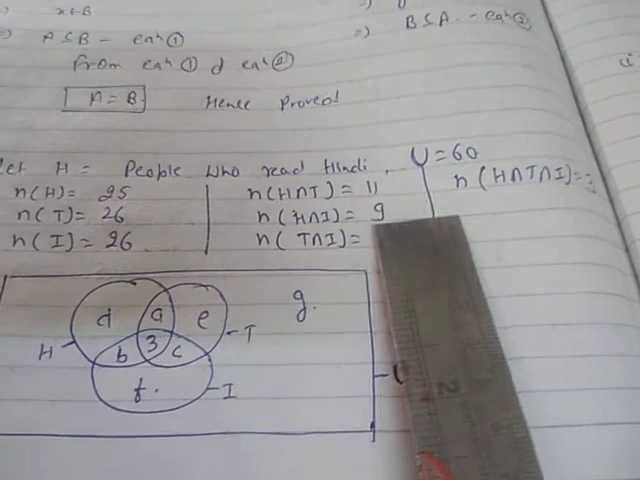 x∈B
⇒) A ⊆ B - eqⁿ ①
⇒) B ⊆ A. - eqⁿ ②
From eqⁿ ① & eqⁿ ②
A = B Hence Proved
Let H = People who read Hindi, U = 60
n(H) = 25 n(H∩T) = 11 n(H∩T∩I) = 3
n(T) = 26 n(H∩I) = 9
n(I) = 26 n(T∩I) =
d a e g.
H b 3 c T
f. I U